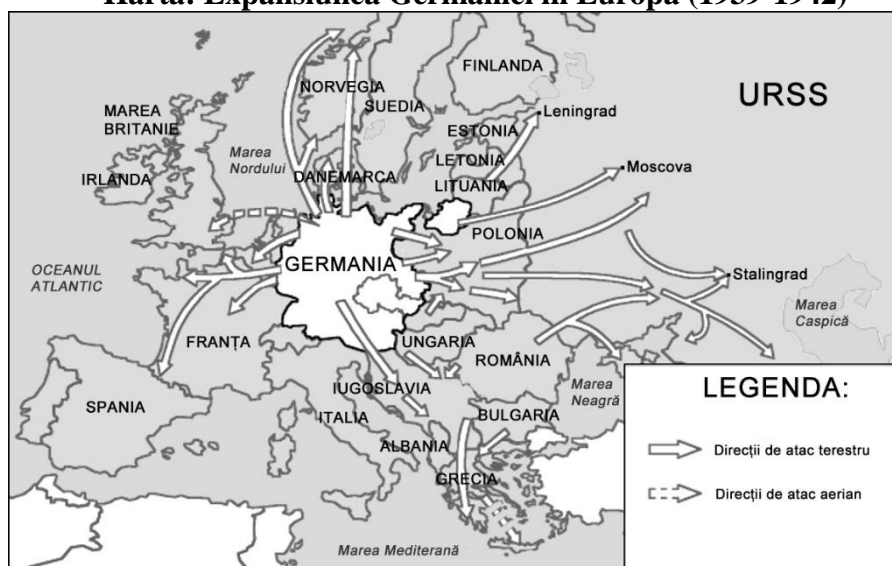 Harta: Expansiunea Germaniei în Europa (1939-1942)
FINLANDA
NORVEGIA
SUEDIA
URSS
MAREA
BRITANIE
Leningrad
ESTONIA
Marea
Nordului
LETONIA
Moscova
IRLANDA
DANEMARCA
LITUANIA
POLONIA
GERMANIA
OCEANUL
ATLANTIC
Stalingrad
Marea
Caspică
FRANȚA
UNGARIA
ROMÂNIA
IUGOSLAVIA
Marea
Neagră
SPANIA
ITALIA
BULGARIA
ALBANIA
GRECIA
Marea Mediterană
LEGENDA:
Direcții de atac terestru
Direcții de atac aerian